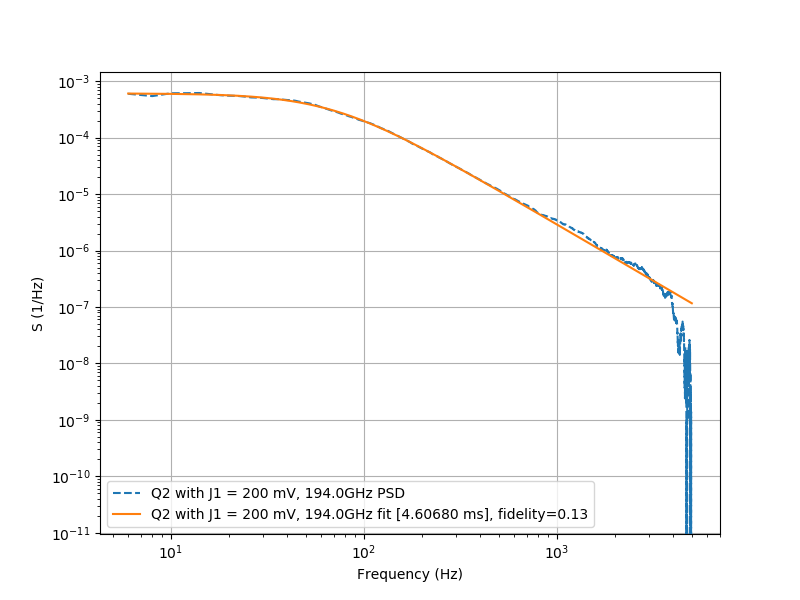 10⁻³
10⁻⁴
10⁻⁵
10⁻⁶
10⁻⁷
10⁻⁸
10⁻⁹
10⁻¹⁰
10⁻¹¹
S (1/Hz)
Q2 with J1 = 200 mV, 194.0GHz PSD
Q2 with J1 = 200 mV, 194.0GHz fit [4.60680 ms], fidelity=0.13
10¹ 10² 10³
Frequency (Hz)